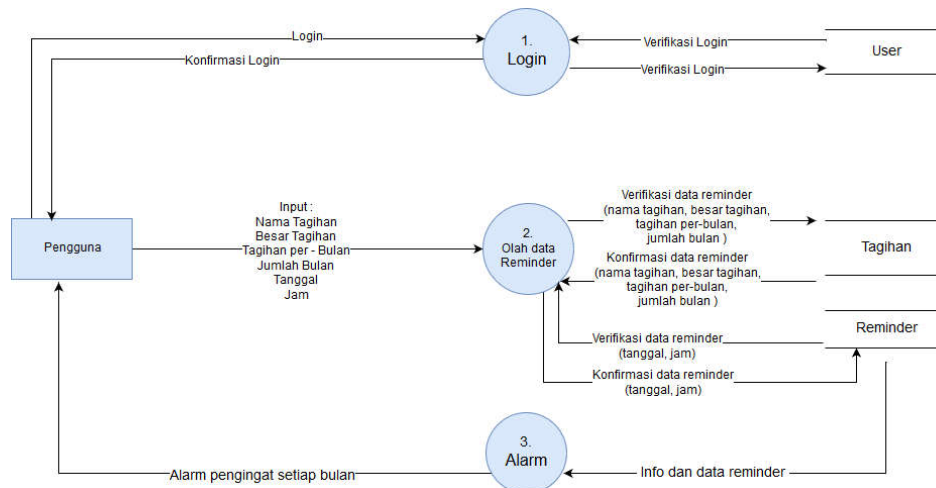 Login
Konfirmasi Login
1.
Login
Verifikasi Login
Verifikasi Login
User
Pengguna
Input :
Nama Tagihan
Besar Tagihan
Tagihan per - Bulan
Jumlah Bulan
Tanggal
Jam
2.
Olah data
Reminder
Verifikasi data reminder
(nama tagihan, besar tagihan,
tagihan per-bulan,
jumlah bulan )
Konfirmasi data reminder
(nama tagihan, besar tagihan,
tagihan per-bulan,
jumlah bulan )
Tagihan
Reminder
Verifikasi data reminder
(tanggal, jam)
Konfirmasi data reminder
(tanggal, jam)
3.
Alarm
Alarm pengingat setiap bulan
Info dan data reminder